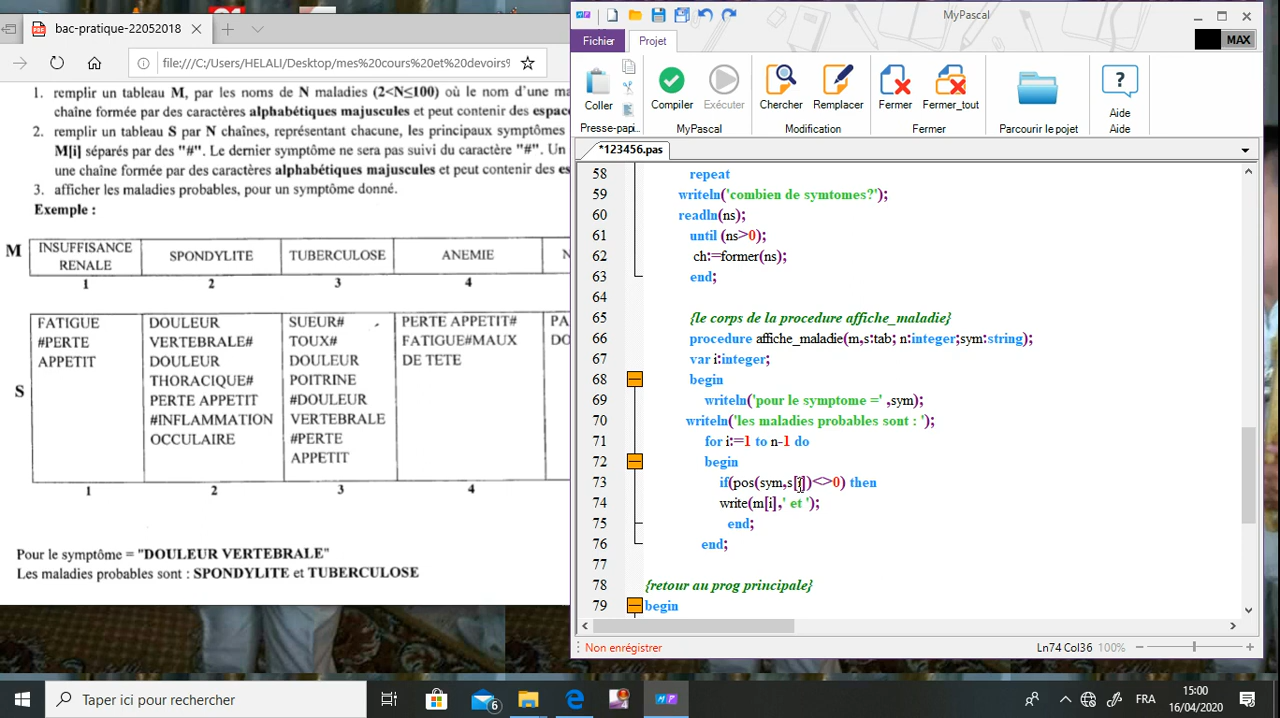 bac-pratique-22052018
file:///C:/Users/HELALI/Desktop/mes%20cours%20et%20devoirs
1. remplir un tableau M, par les noms de N maladies (2<N≤100) où le nom d'une ma
chaîne formée par des caractères alphabétiques majuscules et peut contenir des espac
2. remplir un tableau S par N chaînes, représentant chacune, les principaux symptômes
M[i] séparés par des "#". Le dernier symptôme ne sera pas suivi du caractère "#". Un
une chaîne formée par des caractères alphabétiques majuscules et peut contenir des es
3. afficher les maladies probables, pour un symptôme donné.
Exemple :
M
INSUFFISANCE
RENALE
SPONDYLITE
TUBERCULOSE
ANEMIE
N
1
2
3
4
S
FATIGUE
#PERTE
APPETIT
DOULEUR
VERTEBRALE#
DOULEUR
THORACIQUE#
PERTE APPETIT
#INFLAMMATION
OCCULAIRE
SUEUR#
TOUX#
DOULEUR
POITRINE
#DOULEUR
VERTEBRALE
#PERTE
APPETIT
PERTE APPETIT#
FATIGUE#MAUX
DE TETE
PA
DO
1
2
3
4
Pour le symptôme = "DOULEUR VERTEBRALE"
Les maladies probables sont : SPONDYLITE et TUBERCULOSE
MyPascal
Fichier
Projet
MAX
Coller
Compiler
Exécuter
Chercher
Remplacer
Fermer
Fermer_tout
Parcourir le pojet
Aide
Presse-papi...
MyPascal
Modification
Fermer
Aide
*123456.pas
58 repeat
59 writeln('combien de symtomes?');
60 readln(ns);
61 until (ns>0);
62 ch:=former(ns);
63 end;
64
65 {le corps de la procedure affiche_maladie}
66 procedure affiche_maladie(m,s:tab; n:integer;sym:string);
67 var i:integer;
68 begin
69 writeln('pour le symptome =' ,sym);
70 writeln('les maladies probables sont : ');
71 for i:=1 to n-1 do
72 begin
73 if(pos(sym,s[i])<>0) then
74 write(m[i],' et ');
75 end;
76 end;
77
78 {retour au prog principale}
79 begin
Non enregistrer
Ln74 Col36 100%
Taper ici pour rechercher
6
4
FRA
15:00
16/04/2020